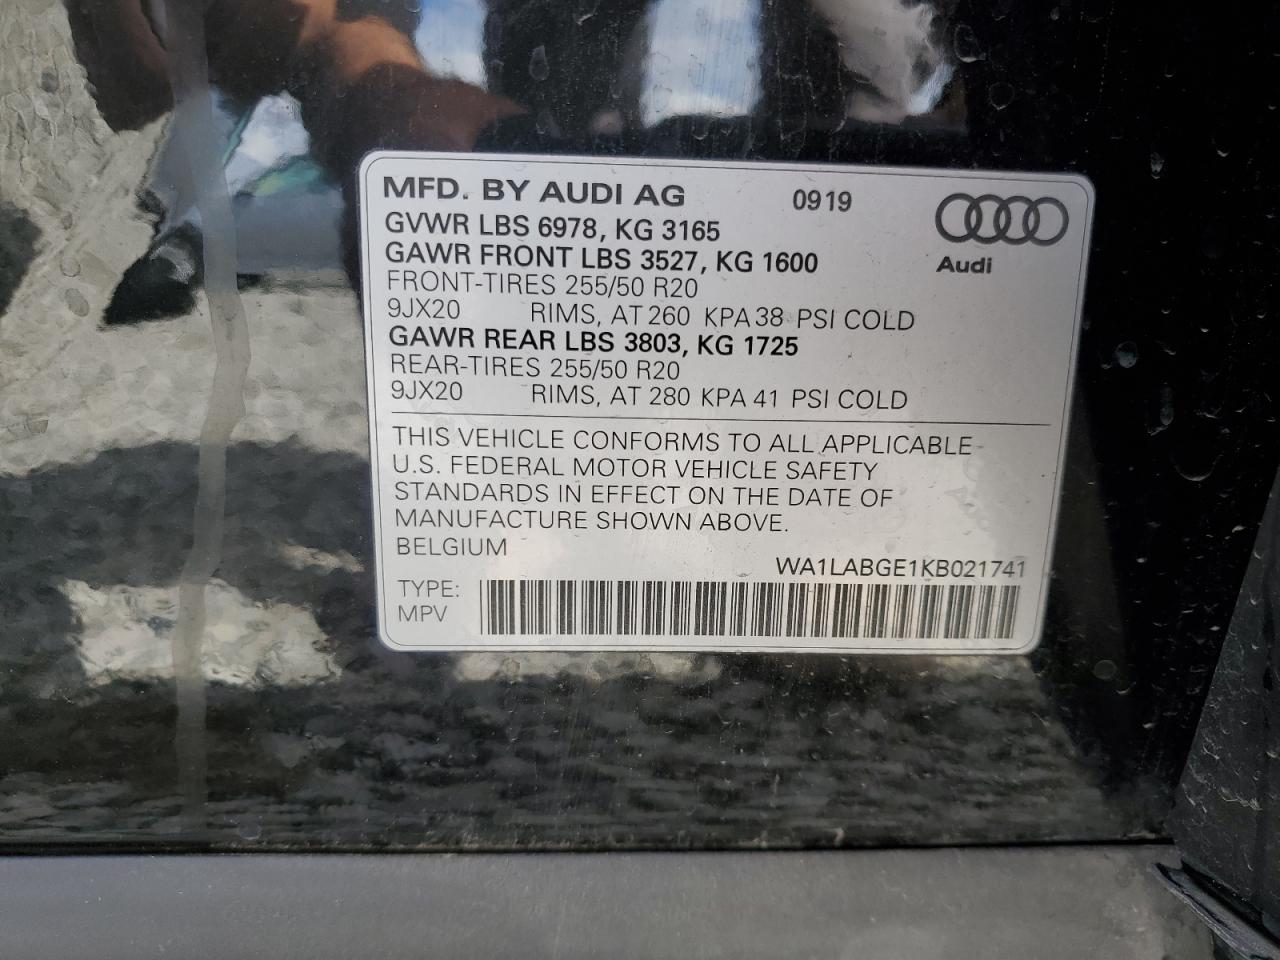 MFD. BY AUDI AG 0919
GVWR LBS 6978, KG 3165
GAWR FRONT LBS 3527, KG 1600
Audi
FRONT-TIRES 255/50 R20
9JX20 RIMS, AT 260 KPA 38 PSI COLD
GAWR REAR LBS 3803, KG 1725
REAR-TIRES 255/50 R20
9JX20 RIMS, AT 280 KPA 41 PSI COLD
THIS VEHICLE CONFORMS TO ALL APPLICABLE
U.S. FEDERAL MOTOR VEHICLE SAFETY
STANDARDS IN EFFECT ON THE DATE OF
MANUFACTURE SHOWN ABOVE.
BELGIUM
WA1LABGE1KB021741
TYPE:
MPV